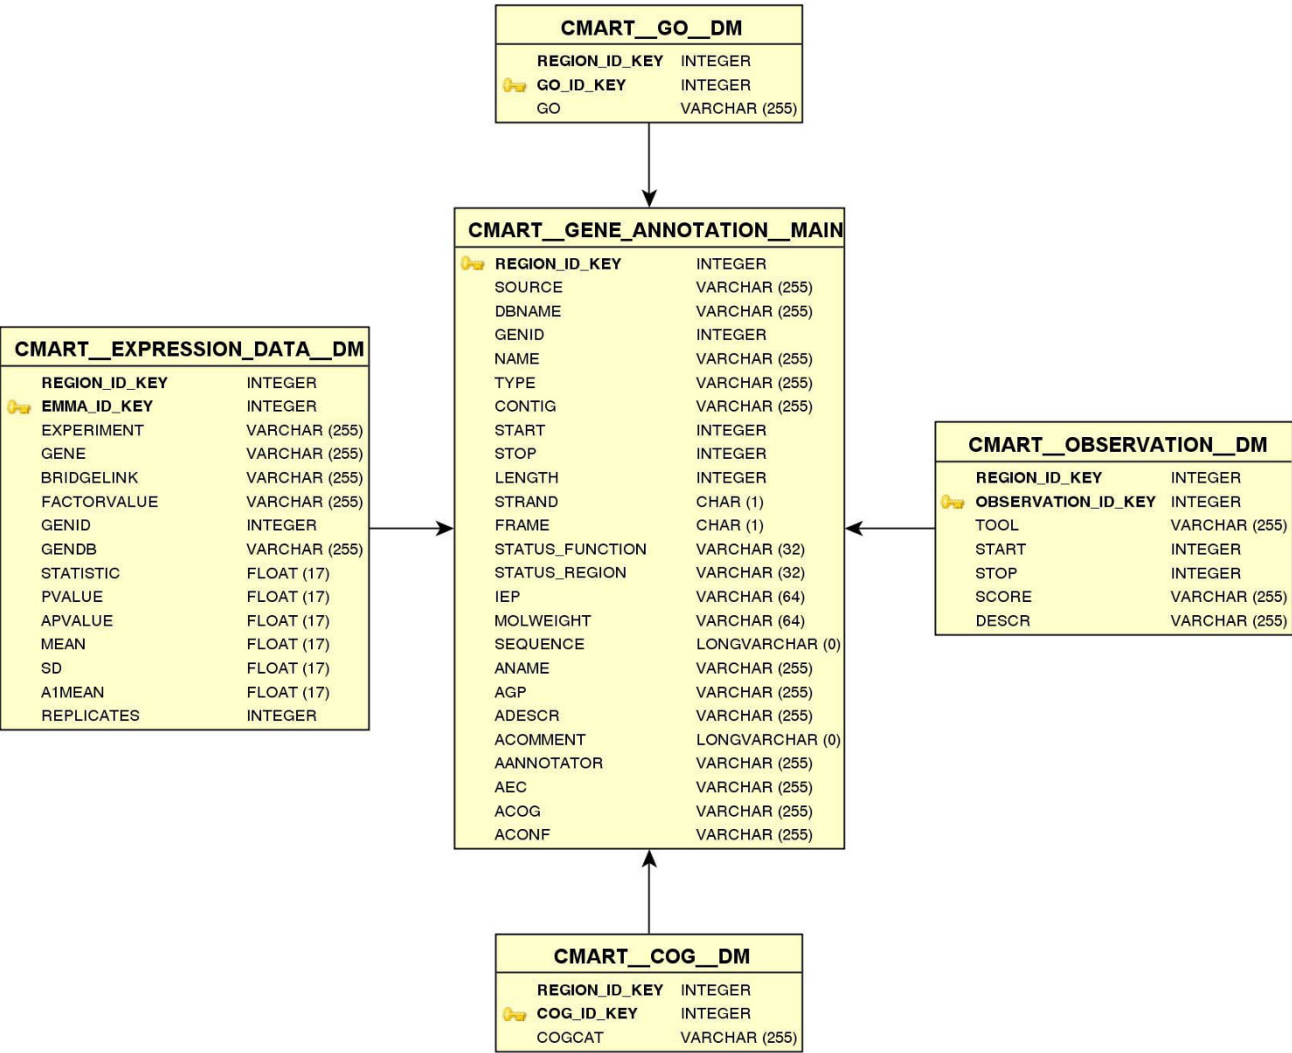 CMART__GO__DM
REGION_ID_KEY INTEGER
GO_ID_KEY INTEGER
GO VARCHAR (255)
CMART__GENE_ANNOTATION__MAIN
REGION_ID_KEY INTEGER
SOURCE VARCHAR (255)
DBNAME VARCHAR (255)
GENID INTEGER
NAME VARCHAR (255)
TYPE VARCHAR (255)
CONTIG VARCHAR (255)
START INTEGER
STOP INTEGER
LENGTH INTEGER
STRAND CHAR (1)
FRAME CHAR (1)
STATUS_FUNCTION VARCHAR (32)
STATUS_REGION VARCHAR (32)
IEP VARCHAR (64)
MOLWEIGHT VARCHAR (64)
SEQUENCE LONGVARCHAR (0)
ANAME VARCHAR (255)
AGP VARCHAR (255)
ADESCR VARCHAR (255)
ACOMMENT LONGVARCHAR (0)
AANNOTATOR VARCHAR (255)
AEC VARCHAR (255)
ACOG VARCHAR (255)
ACONF VARCHAR (255)
CMART__EXPRESSION_DATA__DM
REGION_ID_KEY INTEGER
EMMA_ID_KEY INTEGER
EXPERIMENT VARCHAR (255)
GENE VARCHAR (255)
BRIDGELINK VARCHAR (255)
FACTORVALUE VARCHAR (255)
GENID INTEGER
GENDB VARCHAR (255)
STATISTIC FLOAT (17)
PVALUE FLOAT (17)
APVALUE FLOAT (17)
MEAN FLOAT (17)
SD FLOAT (17)
A1MEAN FLOAT (17)
REPLICATES INTEGER
CMART__OBSERVATION__DM
REGION_ID_KEY INTEGER
OBSERVATION_ID_KEY INTEGER
TOOL VARCHAR (255)
START INTEGER
STOP INTEGER
SCORE VARCHAR (255)
DESCR VARCHAR (255)
CMART__COG__DM
REGION_ID_KEY INTEGER
COG_ID_KEY INTEGER
COGCAT VARCHAR (255)